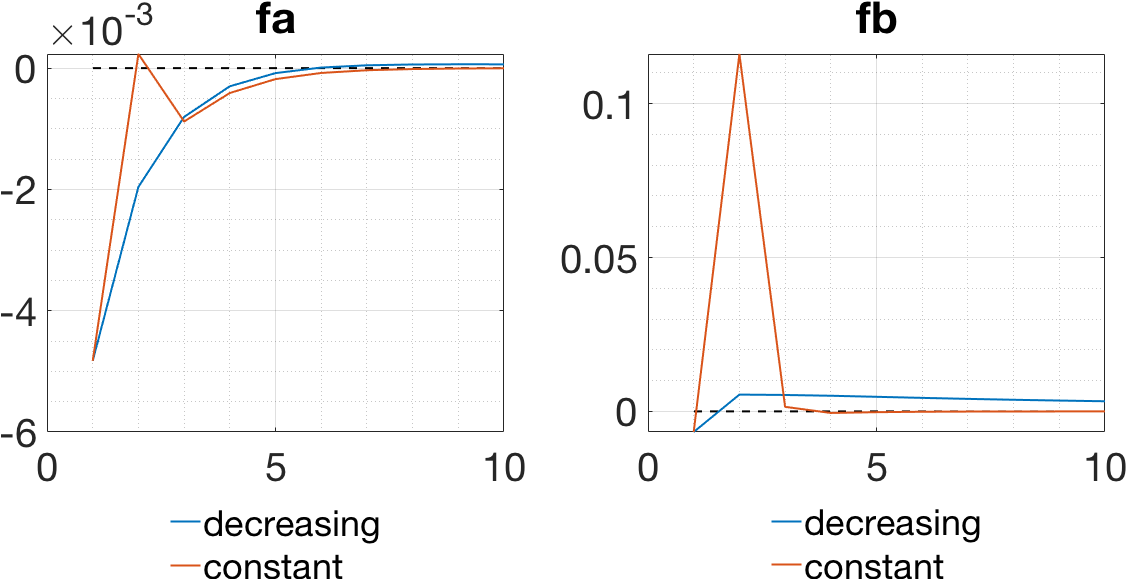 fa
×10⁻³
0
-2
-4
-6
0 5 10
decreasing
constant
fb
0.1
0.05
0
0 5 10
decreasing
constant